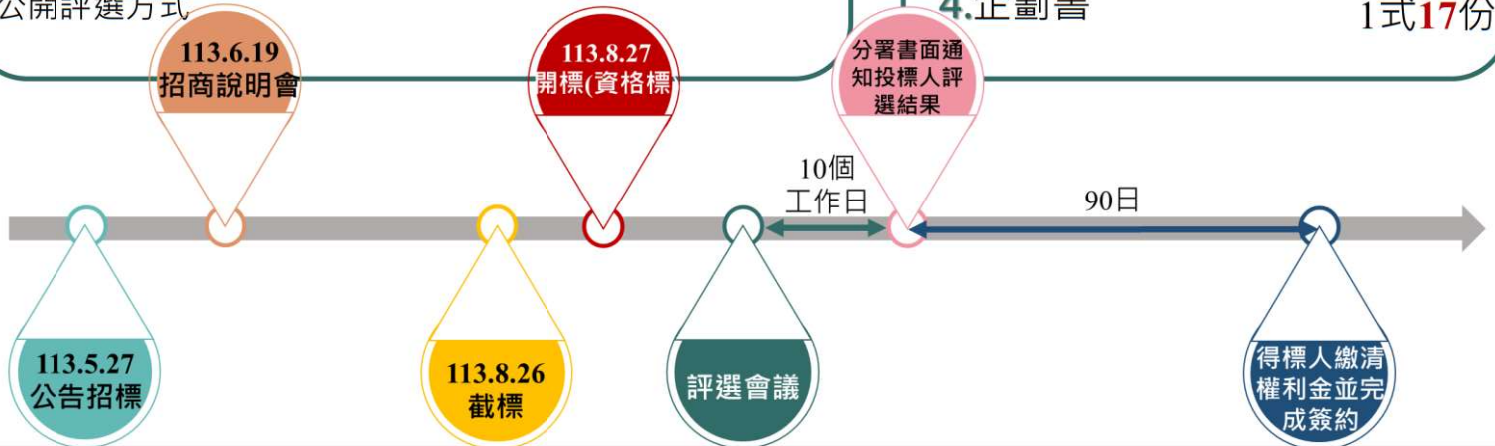 公開評選方式
4.企劃書
1式17份
113.6.19
招商說明會
113.8.27
開標(資格標
分署書面通
知投標人評
選結果
10個
工作日
90日
113.5.27
公告招標
113.8.26
截標
評選會議
得標人繳清
權利金並完
成簽約